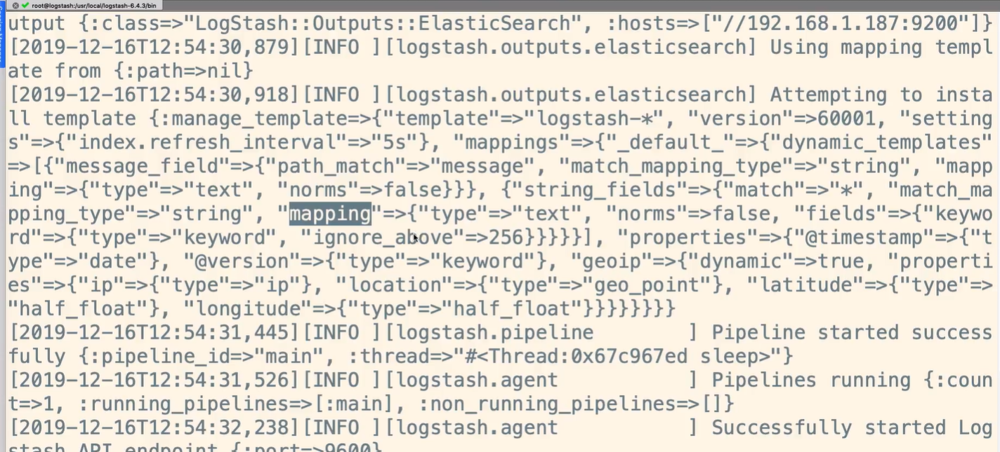 root@logstash:/usr/local/logstash-6.4.3/bin
utput {:class=>"LogStash::Outputs::ElasticSearch", :hosts=>["//192.168.1.187:9200"]}
[2019-12-16T12:54:30,879][INFO ][logstash.outputs.elasticsearch] Using mapping templ
ate from {:path=>nil}
[2019-12-16T12:54:30,918][INFO ][logstash.outputs.elasticsearch] Attempting to insta
ll template {:manage_template=>{"template"=>"logstash-*", "version"=>60001, "setting
s"=>{"index.refresh_interval"=>"5s"}, "mappings"=>{"_default_"=>{"dynamic_templates"
=>[{"message_field"=>{"path_match"=>"message", "match_mapping_type"=>"string", "mapp
ing"=>{"type"=>"text", "norms"=>false}}}, {"string_fields"=>{"match"=>"*", "match_ma
pping_type"=>"string", "mapping"=>{"type"=>"text", "norms"=>false, "fields"=>{"keywo
rd"=>{"type"=>"keyword", "ignore_above"=>256}}}}}], "properties"=>{"@timestamp"=>{"t
ype"=>"date"}, "@version"=>{"type"=>"keyword"}, "geoip"=>{"dynamic"=>true, "properti
es"=>{"ip"=>{"type"=>"ip"}, "location"=>{"type"=>"geo_point"}, "latitude"=>{"type"=>
"half_float"}, "longitude"=>{"type"=>"half_float"}}}}}}}}
[2019-12-16T12:54:31,445][INFO ][logstash.pipeline        ] Pipeline started success
fully {:pipeline_id=>"main", :thread=>"#<Thread:0x67c967ed sleep>"}
[2019-12-16T12:54:31,526][INFO ][logstash.agent           ] Pipelines running {:coun
t=>1, :running_pipelines=>[:main], :non_running_pipelines=>[]}
[2019-12-16T12:54:32,238][INFO ][logstash.agent           ] Successfully started Log
stash API endpoint {:port=>9600}